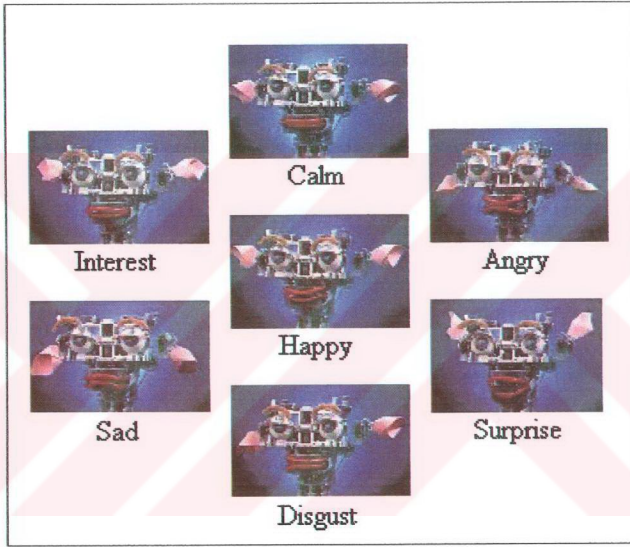 Calm
Interest
Angry
Happy
Sad
Surprise
Disgust